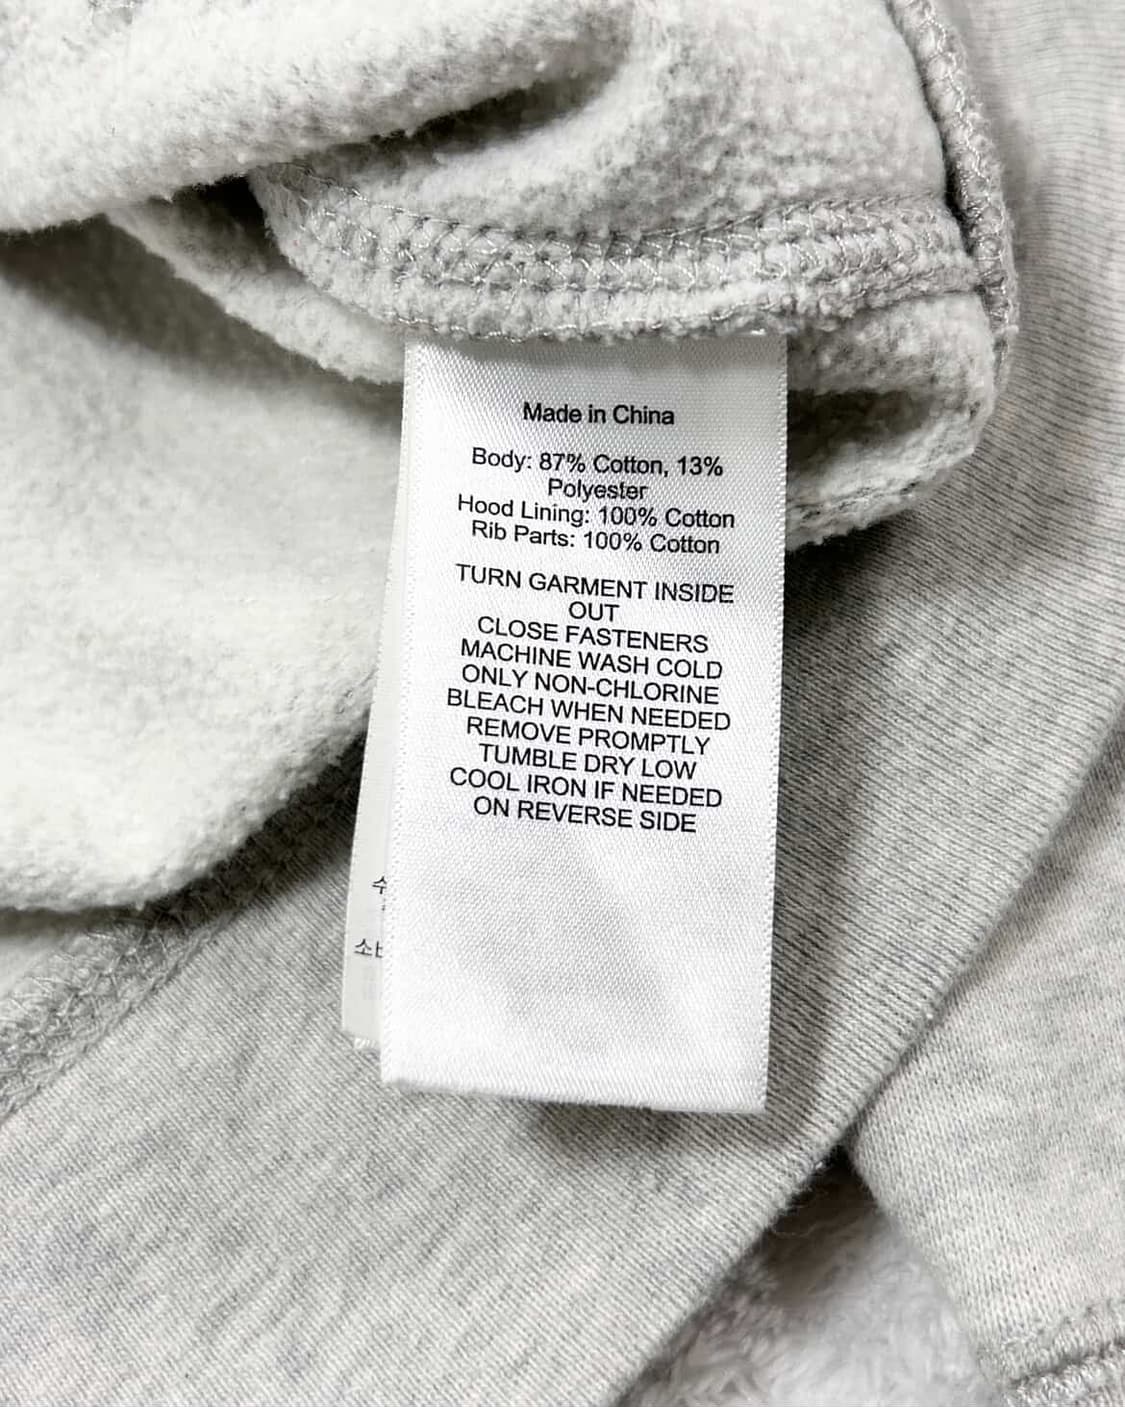 Made in China
Body: 87% Cotton, 13%
Polyester
Hood Lining: 100% Cotton
Rib Parts: 100% Cotton
TURN GARMENT INSIDE
OUT
CLOSE FASTENERS
MACHINE WASH COLD
ONLY NON-CHLORINE
BLEACH WHEN NEEDED
REMOVE PROMPTLY
TUMBLE DRY LOW
COOL IRON IF NEEDED
ON REVERSE SIDE
수